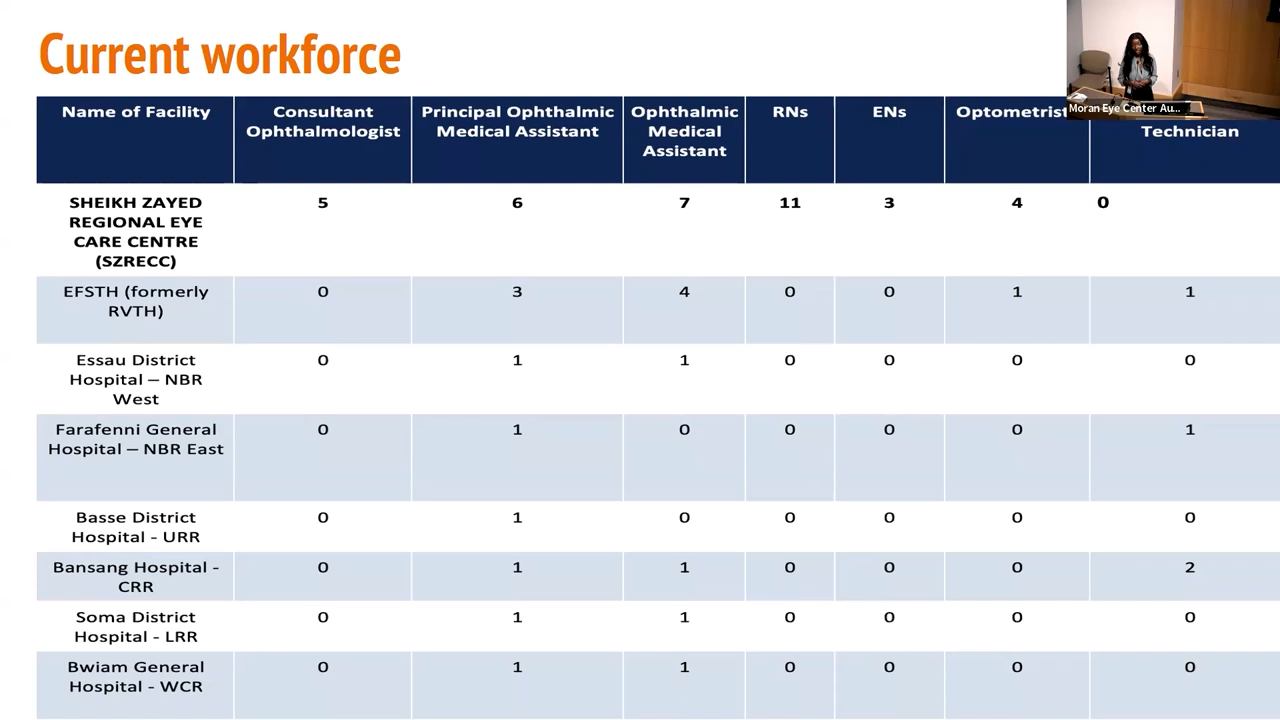 Current workforce
Name of Facility
Consultant
Ophthalmologist
Principal Ophthalmic
Medical Assistant
Ophthalmic
Medical
Assistant
RNs
ENs
Optometrist
Technician
SHEIKH ZAYED
REGIONAL EYE
CARE CENTRE
(SZRECC)
5
6
7
11
3
4
0
EFSTH (formerly
RVTH)
0
3
4
0
0
1
1
Essau District
Hospital – NBR
West
0
1
1
0
0
0
0
Farafenni General
Hospital – NBR East
0
1
0
0
0
0
1
Basse District
Hospital - URR
0
1
0
0
0
0
0
Bansang Hospital -
CRR
0
1
1
0
0
0
2
Soma District
Hospital - LRR
0
1
1
0
0
0
0
Bwiam General
Hospital - WCR
0
1
1
0
0
0
0
Moran Eye Center Au...